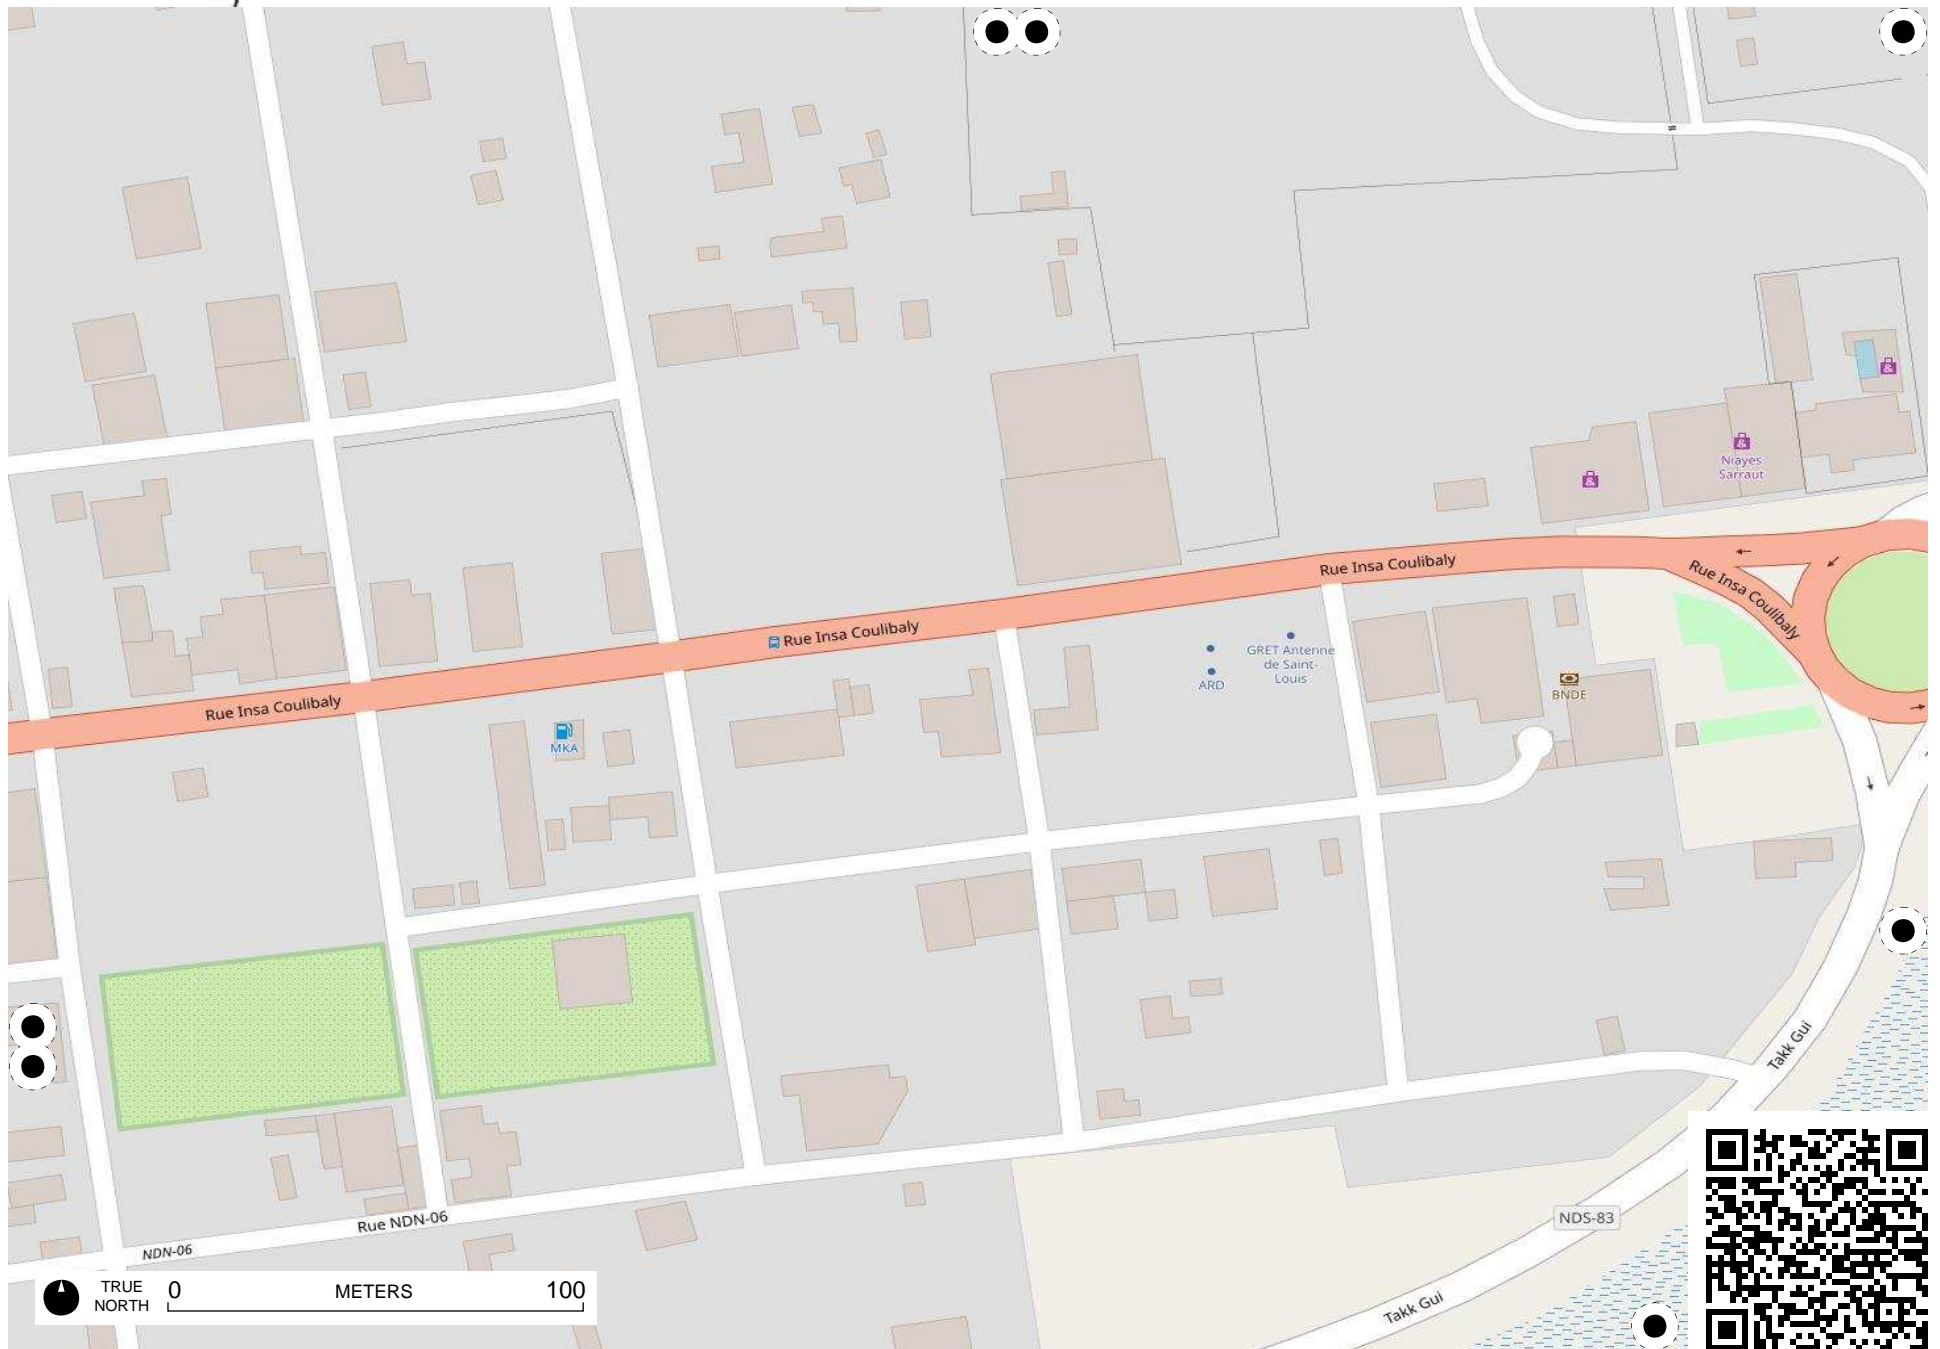 Niayes
Sarraut
Rue Insa Coulibaly
Rue Insa Coulibaly
Rue Insa Coulibaly
GRET Antenne
de Saint-
Louis
ARD
BNDE
Rue Insa Coulibaly
MKA
Takk Gui
Rue NDN-06
NDS-83
NDN-06
TRUE
NORTH
0 METERS 100
Takk Gui